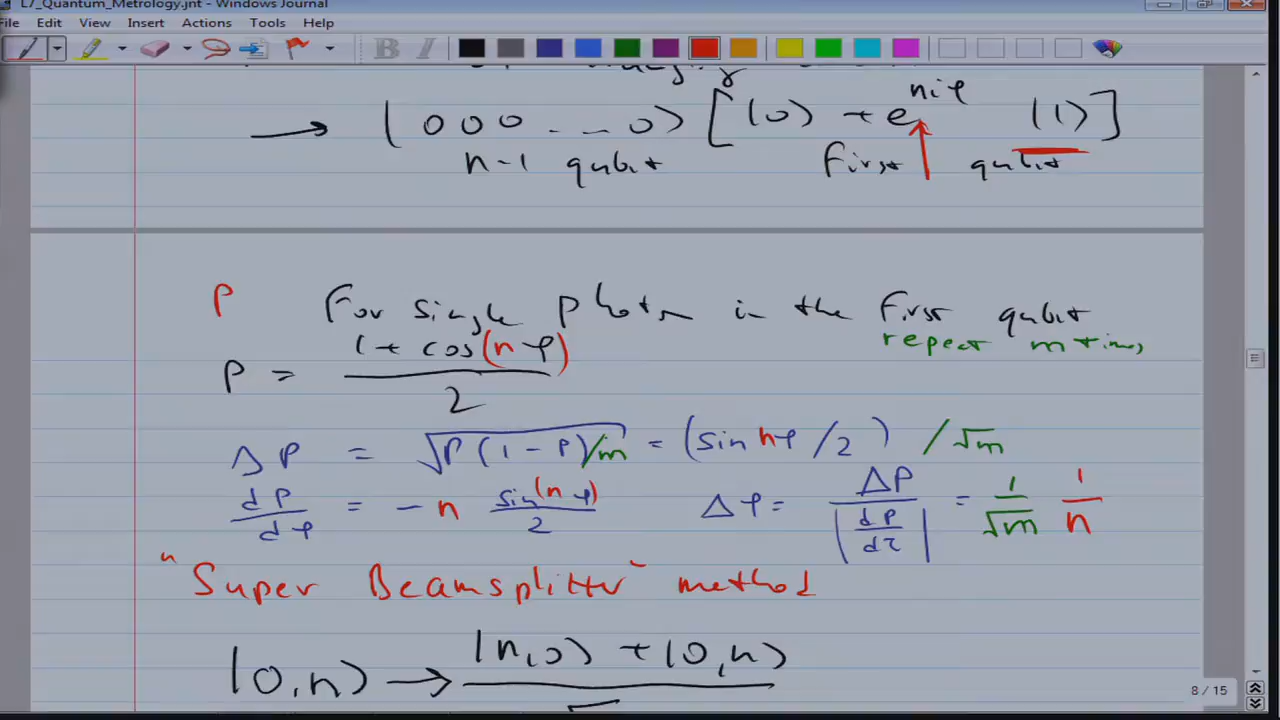 L7_Quantum_Metrology.jnt - Windows Journal
File Edit View Insert Actions Tools Help
B I
→ |000...0⟩ [|0⟩ + e^{niφ} |1⟩]
n-1 qubit First qubit
P For single photon in the first qubit
repeat m times
P = (1 + cos(nφ))/2
ΔP = √(P(1-P)/m) = (sin nφ/2) /√m
dP/dφ = -n sin(nφ)/2 Δφ = ΔP/|dP/dτ| = 1/√m 1/n
"Super Beamsplitter" method
|0,n⟩ → |n,0⟩ + |0,n⟩
8 / 15